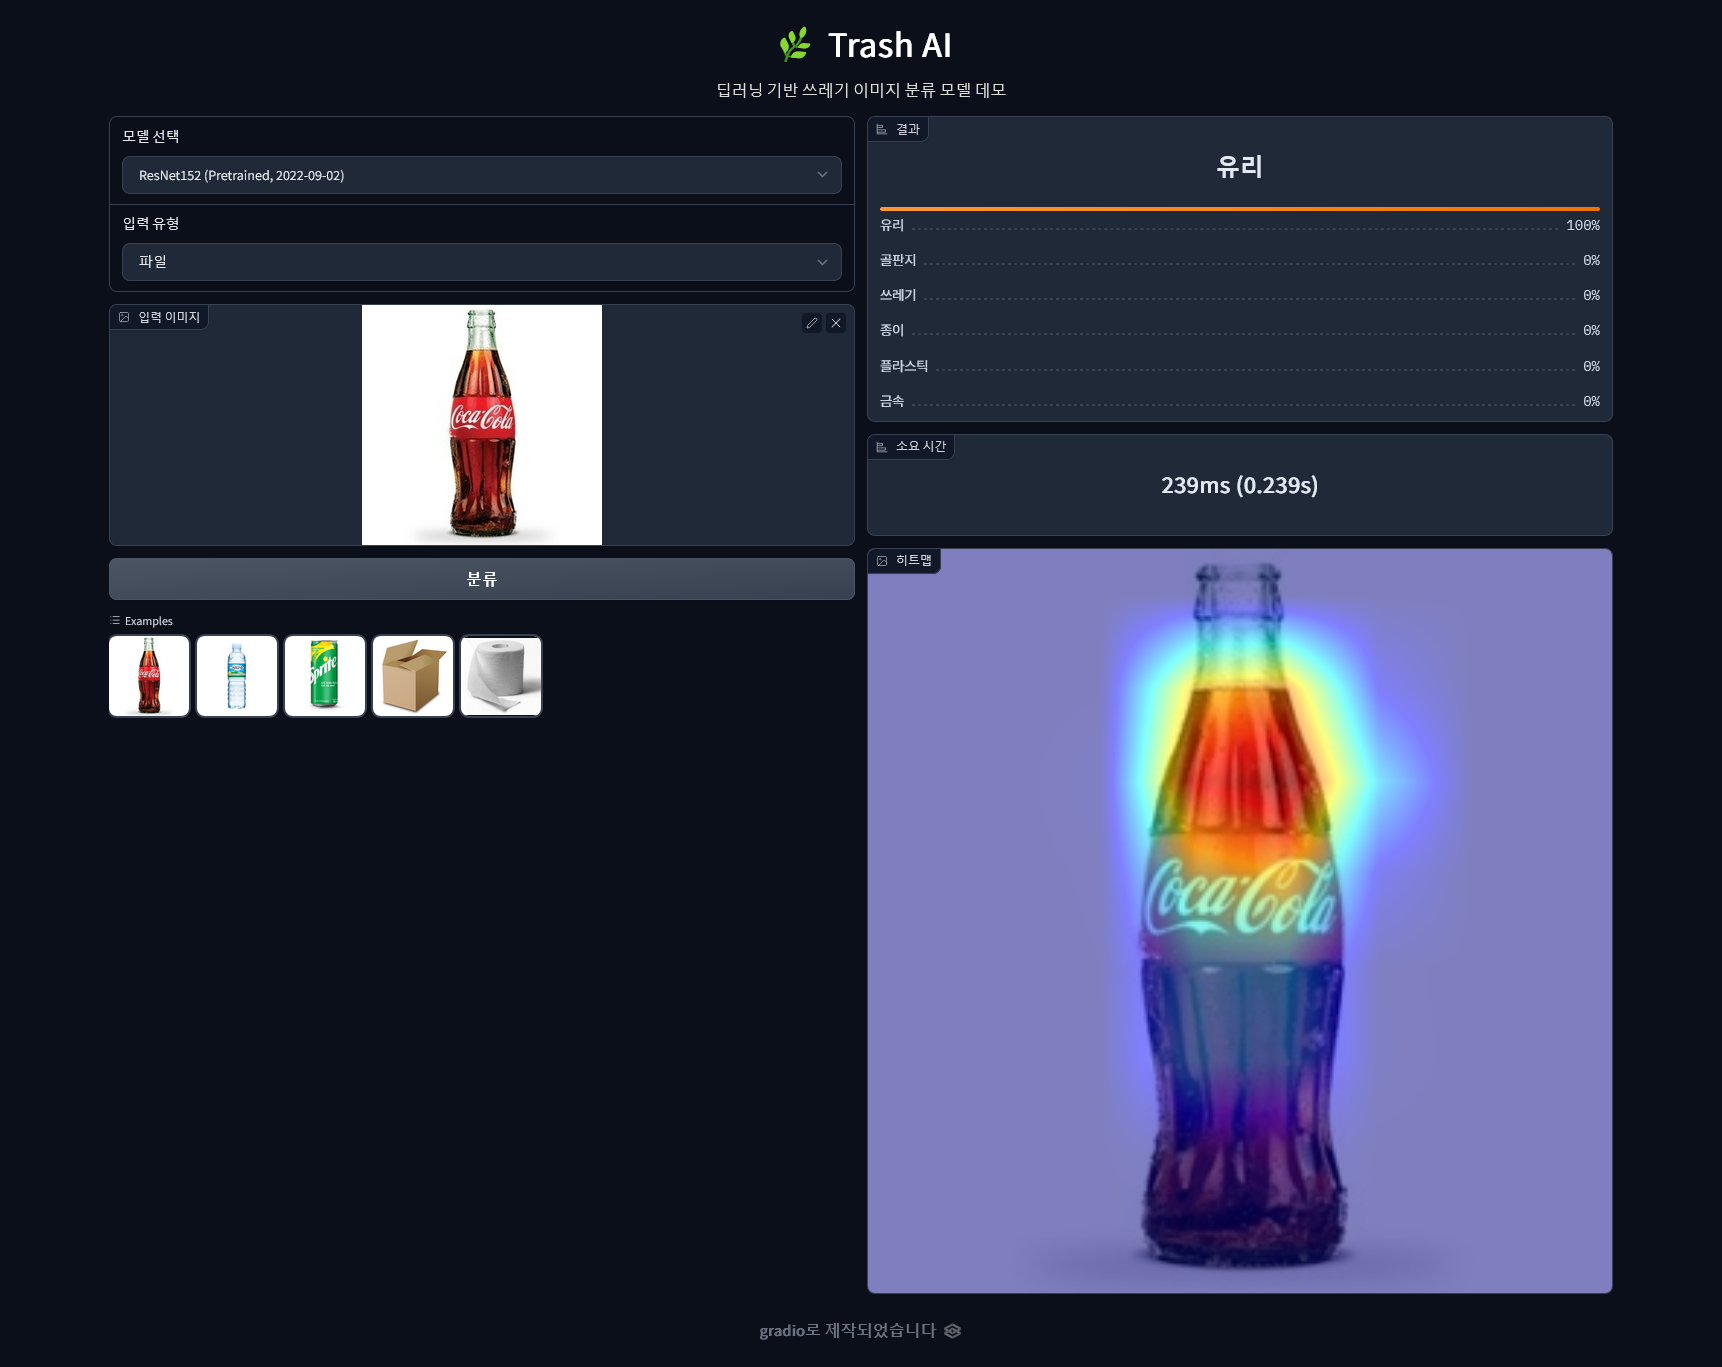 Trash AI
딥러닝 기반 쓰레기 이미지 분류 모델 데모
모델 선택
ResNet152 (Pretrained, 2022-09-02)
입력 유형
파일
입력 이미지
Coca-Cola
분류
Examples
Coca-Cola
Sprite
결과
유리
유리 100%
골판지 0%
쓰레기 0%
종이 0%
플라스틱 0%
금속 0%
소요 시간
239ms (0.239s)
히트맵
Coca-Cola
gradio로 제작되었습니다